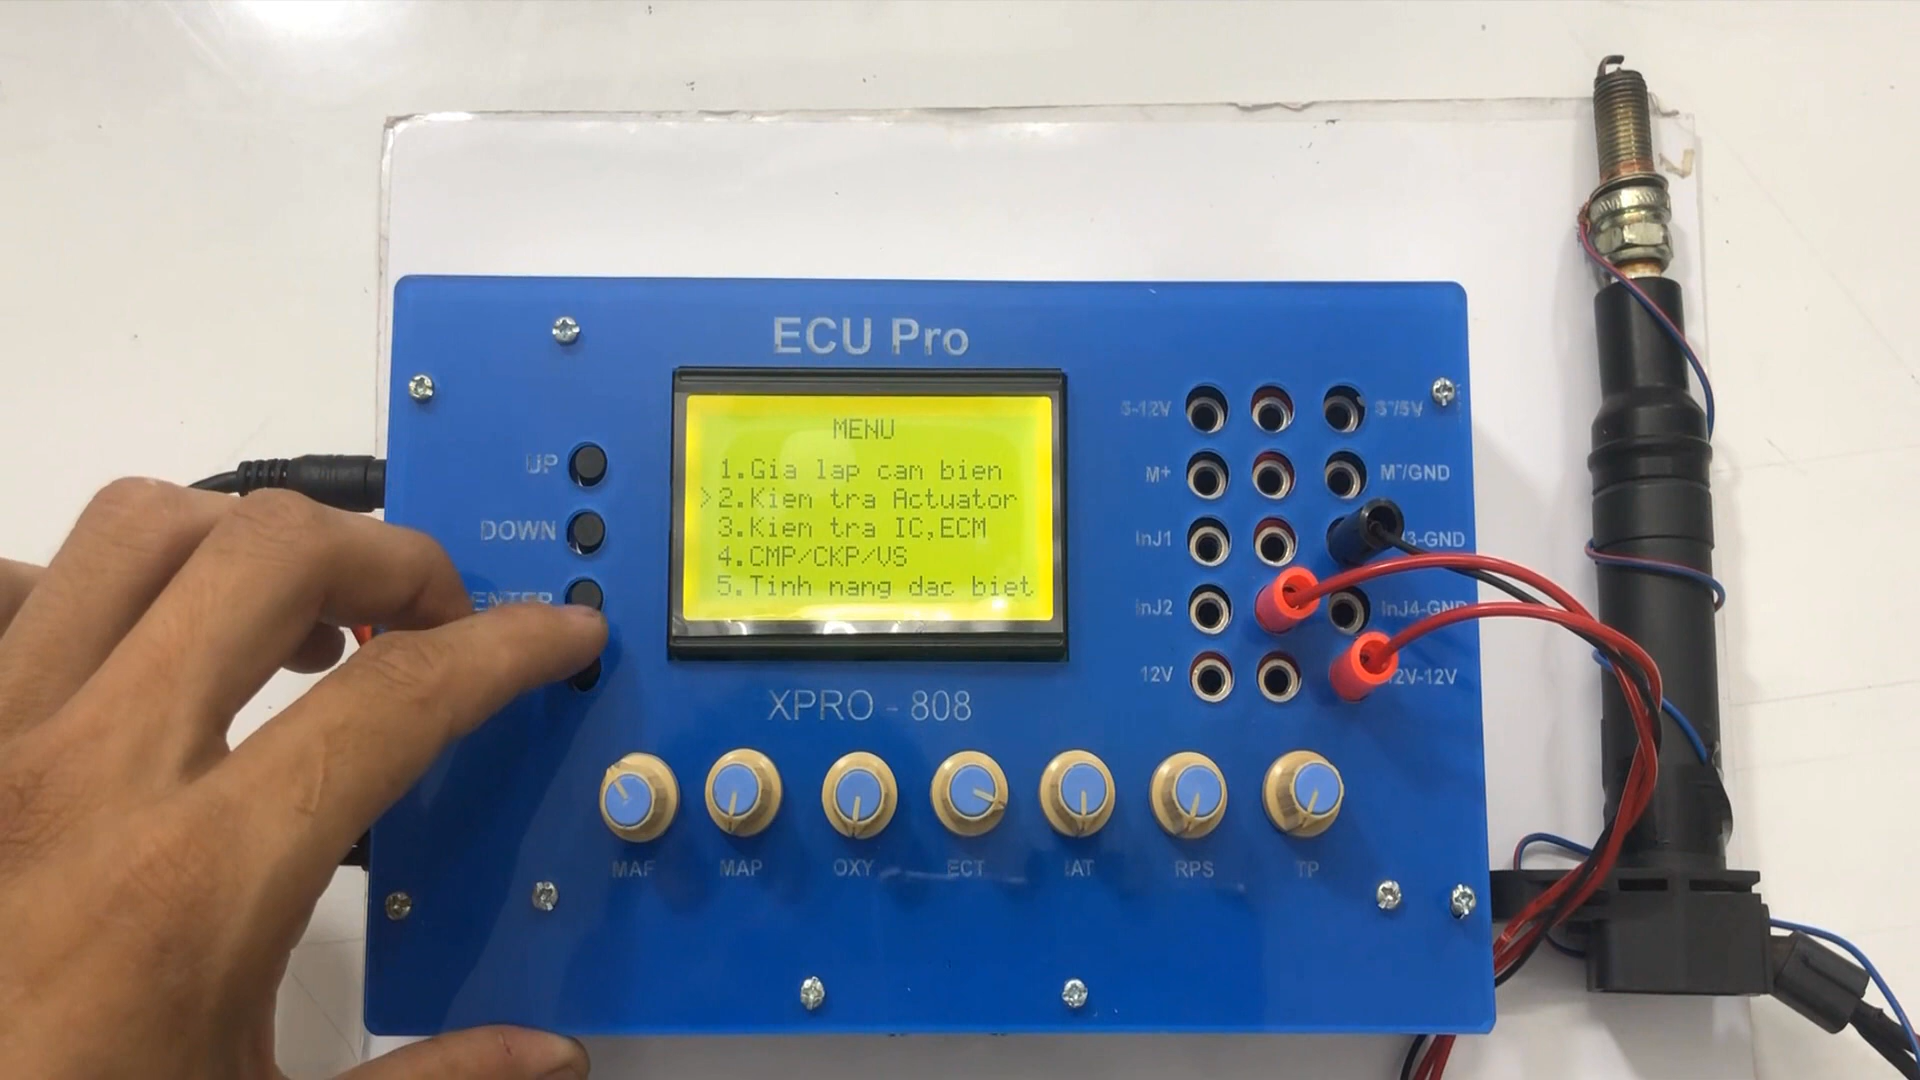 ECU Pro
MENU
1.Gia lap cam bien
>2.Kiem tra Actuator
3.Kiem tra IC,ECM
4.CMP/CKP/VS
5.Tinh nang dac biet
UP
DOWN
ENTER
XPRO - 808
M+
M-/GND
InJ1
InJ2
InJ4-GND
12V
12V-12V
MAF
MAP
OXY
ECT
IAT
RPS
TP